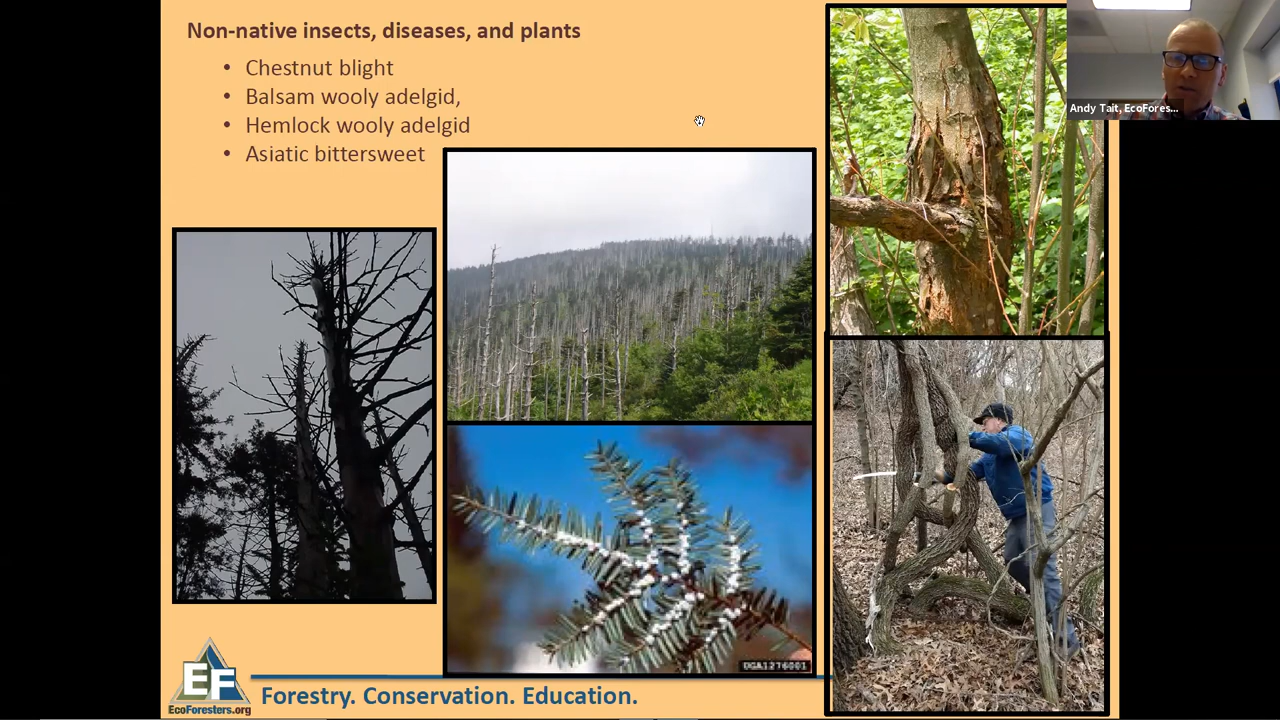 Non-native insects, diseases, and plants
• Chestnut blight
• Balsam wooly adelgid,
• Hemlock wooly adelgid
• Asiatic bittersweet
Andy Tait, EcoFores...
UGA1276001
EF
EcoForesters.org
Forestry. Conservation. Education.